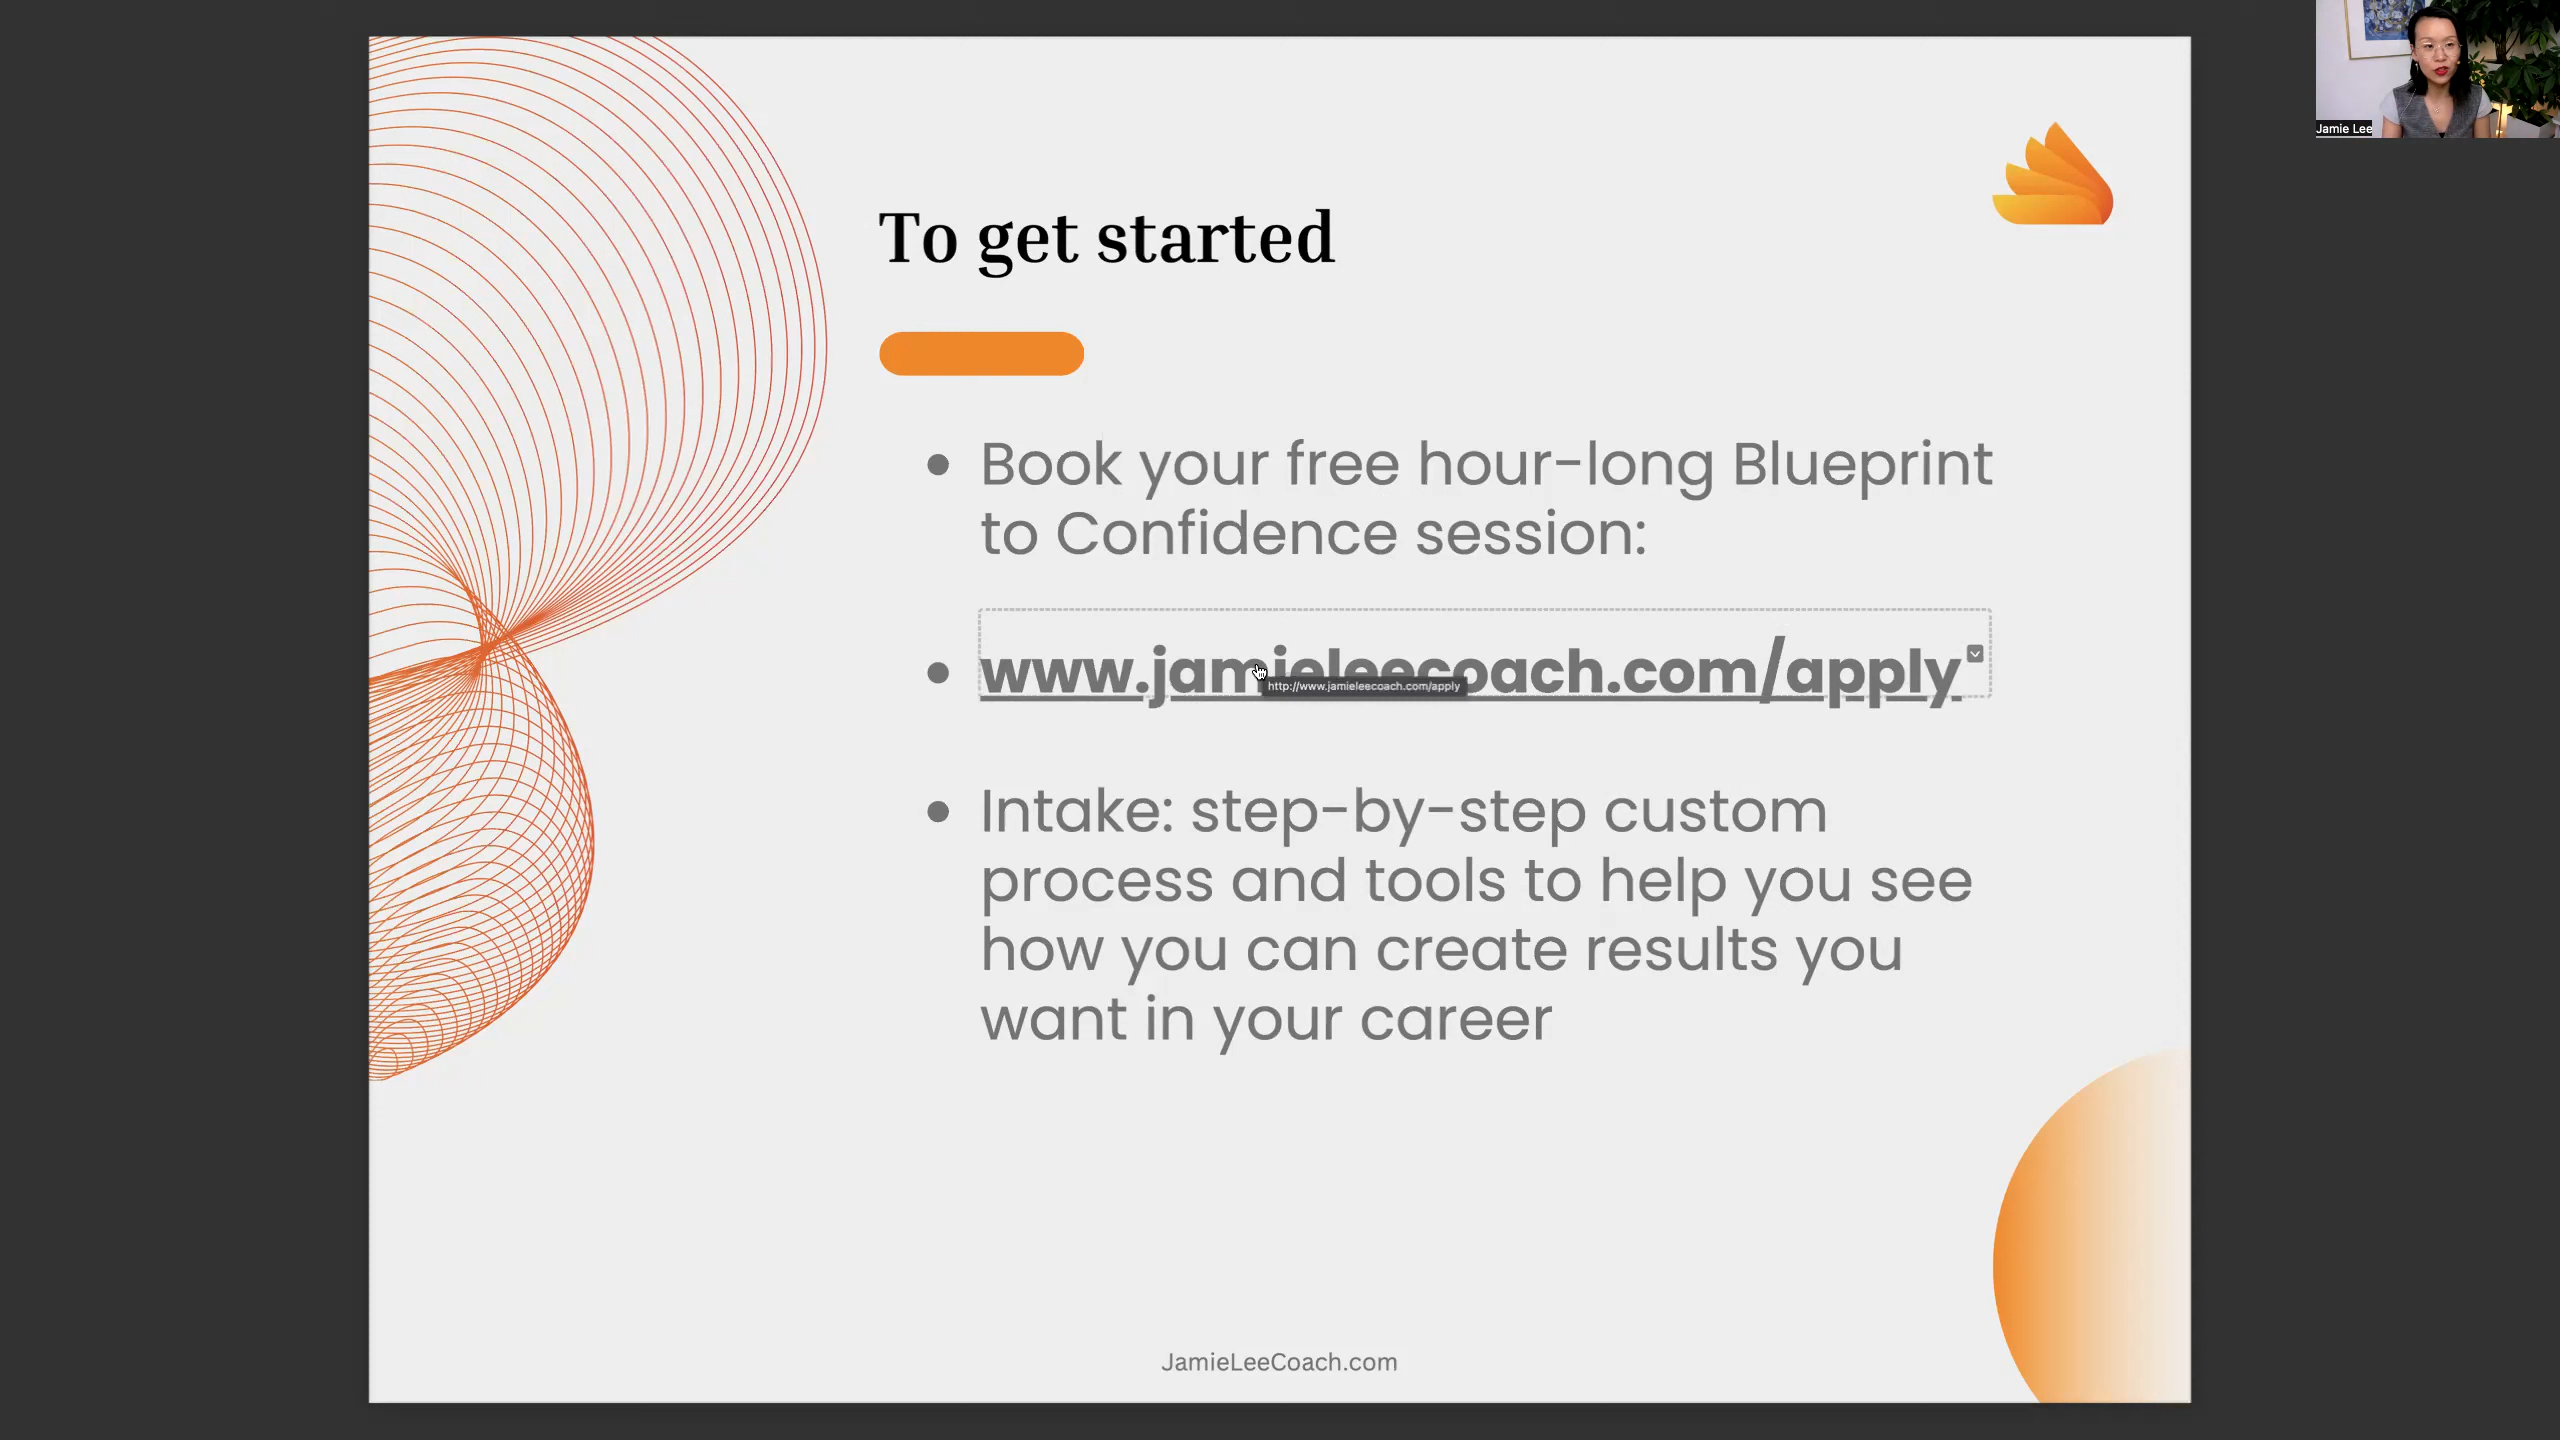 Jamie Lee
To get started
Book your free hour-long Blueprint
to Confidence session:
www.jamieleecoach.com/apply
http://www.jamieleecoach.com/apply
Intake: step-by-step custom
process and tools to help you see
how you can create results you
want in your career
JamieLeeCoach.com